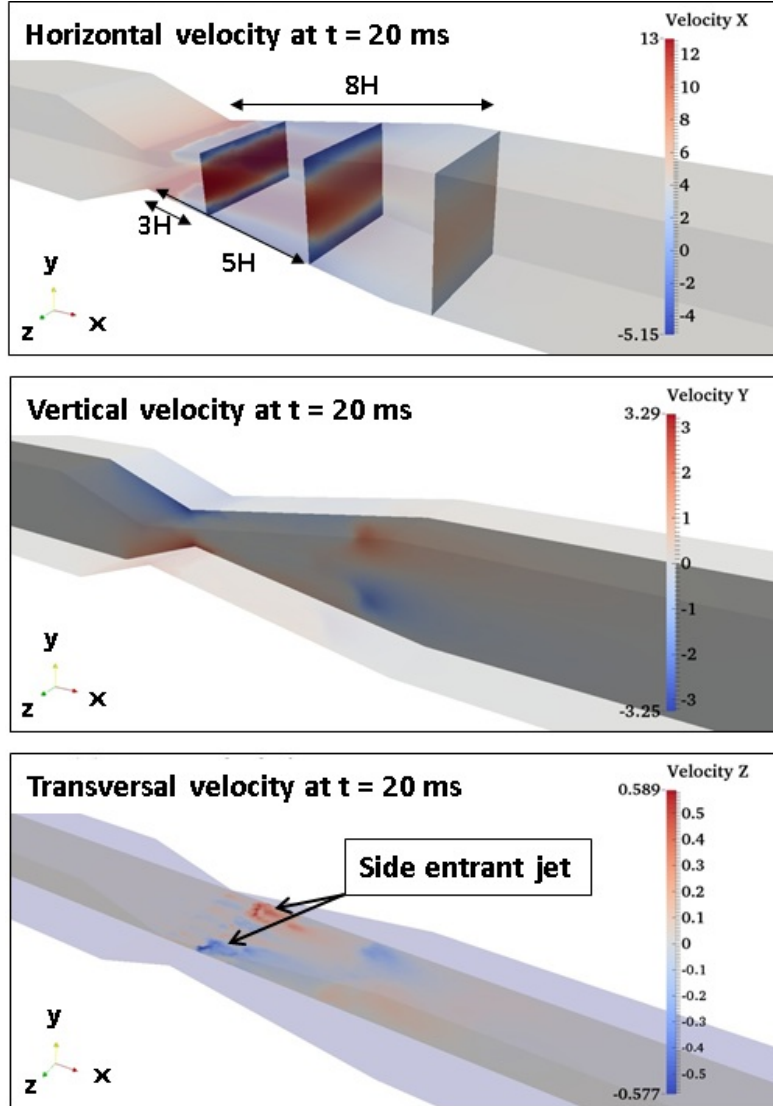 Horizontal velocity at t = 20 ms
Velocity X
13
12
10
8
6
4
2
0
-2
-4
-5.15
8H
3H
5H
y
z
x
Vertical velocity at t = 20 ms
Velocity Y
3.29
3
2
1
0
-1
-2
-3
-3.25
y
z
x
Transversal velocity at t = 20 ms
Velocity Z
0.589
0.5
0.4
0.3
0.2
0.1
0
-0.1
-0.2
-0.3
-0.4
-0.5
-0.577
Side entrant jet
y
z
x